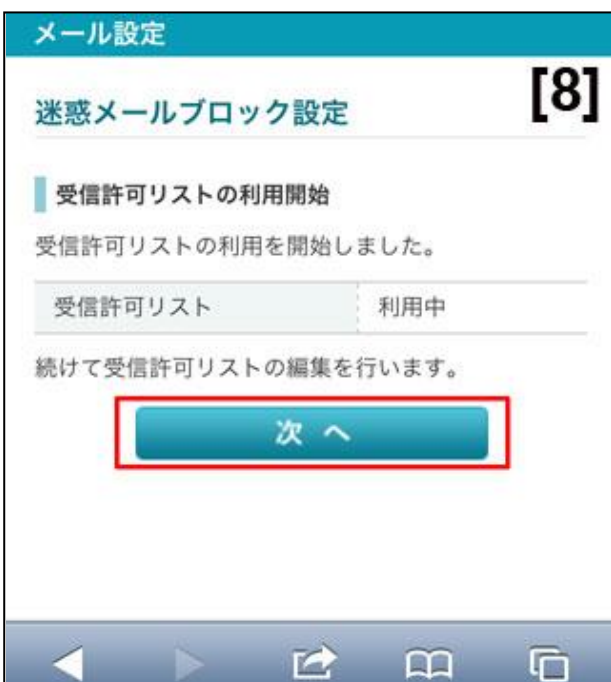 メール設定
[8]
迷惑メールブロック設定
受信許可リストの利用開始
受信許可リストの利用を開始しました。
受信許可リスト 利用中
続けて受信許可リストの編集を行います。
次 へ